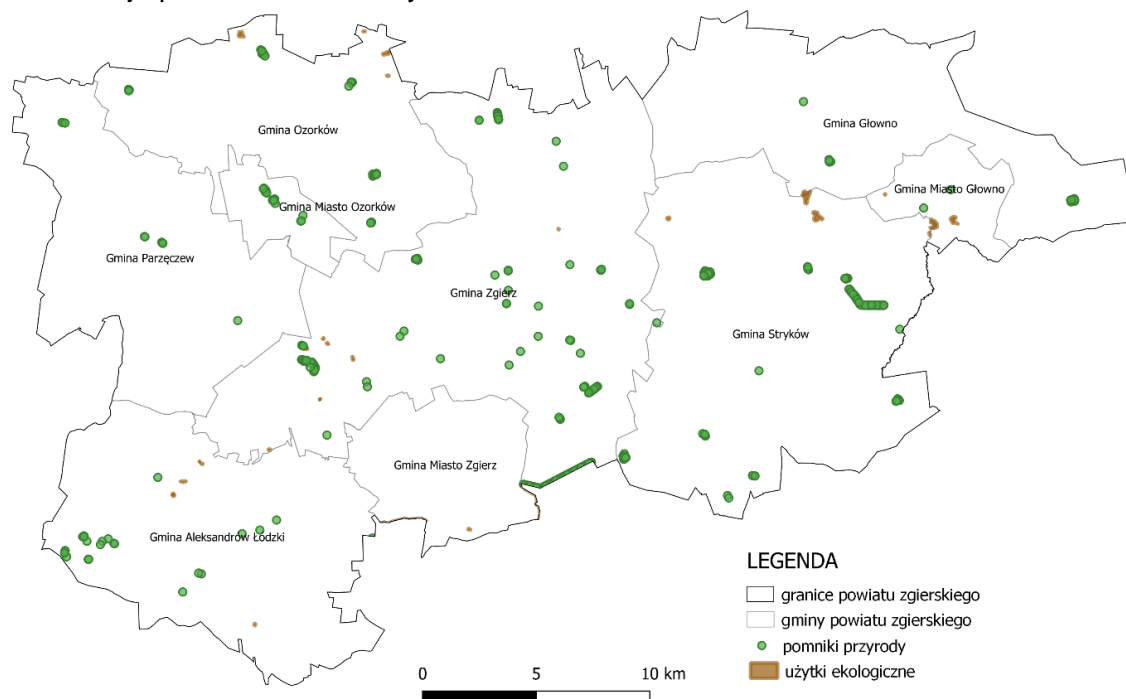 Gmina Ozorków
Gmina Głowno
Gmina Miasto Głowno
Gmina Miasto Ozorków
Gmina Parzęczew
Gmina Zgierz
Gmina Stryków
Gmina Miasto Zgierz
Gmina Aleksandrów Łódzki
LEGENDA
granice powiatu zgierskiego
gminy powiatu zgierskiego
pomniki przyrody
użytki ekologiczne
0 5 10 km